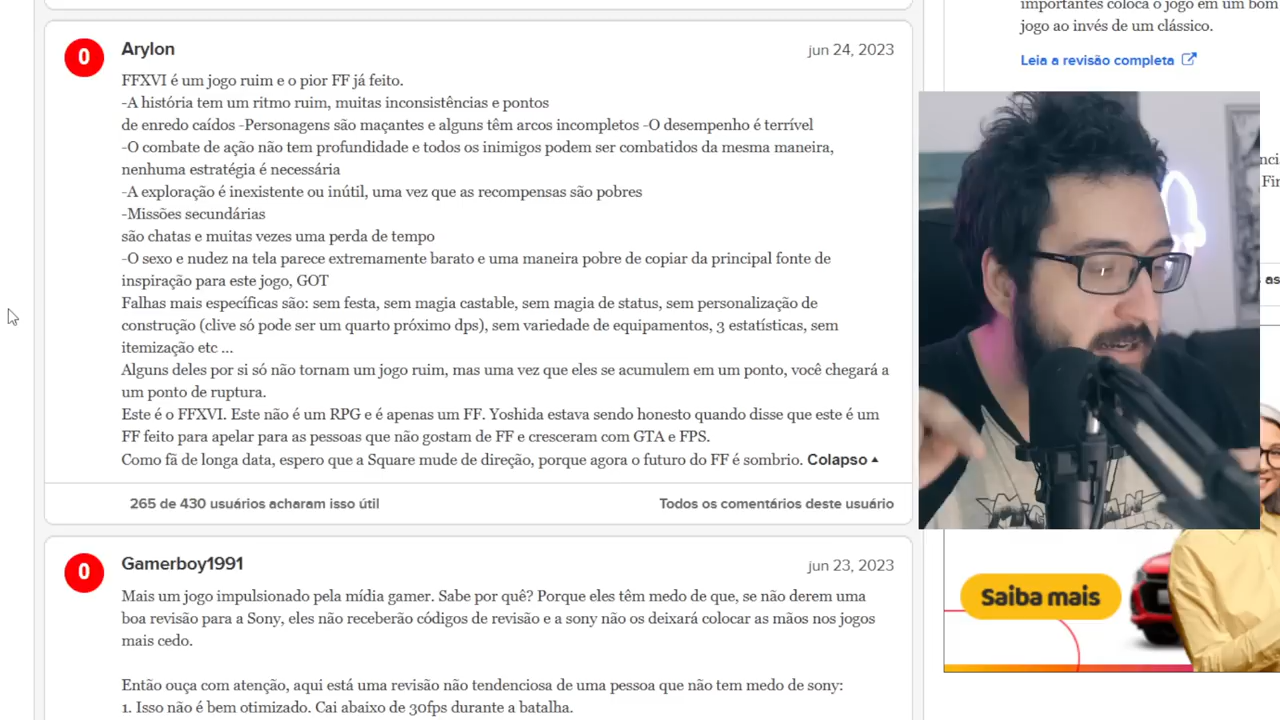 importantes coloca o jogo em um bom
jogo ao invés de um clássico.
Leia a revisão completa
0
Arylon
jun 24, 2023
FFXVI é um jogo ruim e o pior FF já feito.
-A história tem um ritmo ruim, muitas inconsistências e pontos
de enredo caídos -Personagens são maçantes e alguns têm arcos incompletos -O desempenho é terrível
-O combate de ação não tem profundidade e todos os inimigos podem ser combatidos da mesma maneira,
nenhuma estratégia é necessária
-A exploração é inexistente ou inútil, uma vez que as recompensas são pobres
-Missões secundárias
são chatas e muitas vezes uma perda de tempo
-O sexo e nudez na tela parece extremamente barato e uma maneira pobre de copiar da principal fonte de
inspiração para este jogo, GOT
Falhas mais específicas são: sem festa, sem magia castable, sem magia de status, sem personalização de
construção (clive só pode ser um quarto próximo dps), sem variedade de equipamentos, 3 estatísticas, sem
itemização etc ...
Alguns deles por si só não tornam um jogo ruim, mas uma vez que eles se acumulem em um ponto, você chegará a
um ponto de ruptura.
Este é o FFXVI. Este não é um RPG e é apenas um FF. Yoshida estava sendo honesto quando disse que este é um
FF feito para apelar para as pessoas que não gostam de FF e cresceram com GTA e FPS.
Como fã de longa data, espero que a Square mude de direção, porque agora o futuro do FF é sombrio. Colapso
265 de 430 usuários acharam isso útil
Todos os comentários deste usuário
0
Gamerboy1991
jun 23, 2023
Mais um jogo impulsionado pela mídia gamer. Sabe por quê? Porque eles têm medo de que, se não derem uma
boa revisão para a Sony, eles não receberão códigos de revisão e a sony não os deixará colocar as mãos nos jogos
mais cedo.
Então ouça com atenção, aqui está uma revisão não tendenciosa de uma pessoa que não tem medo de sony:
1. Isso não é bem otimizado. Cai abaixo de 30fps durante a batalha.
Saiba mais